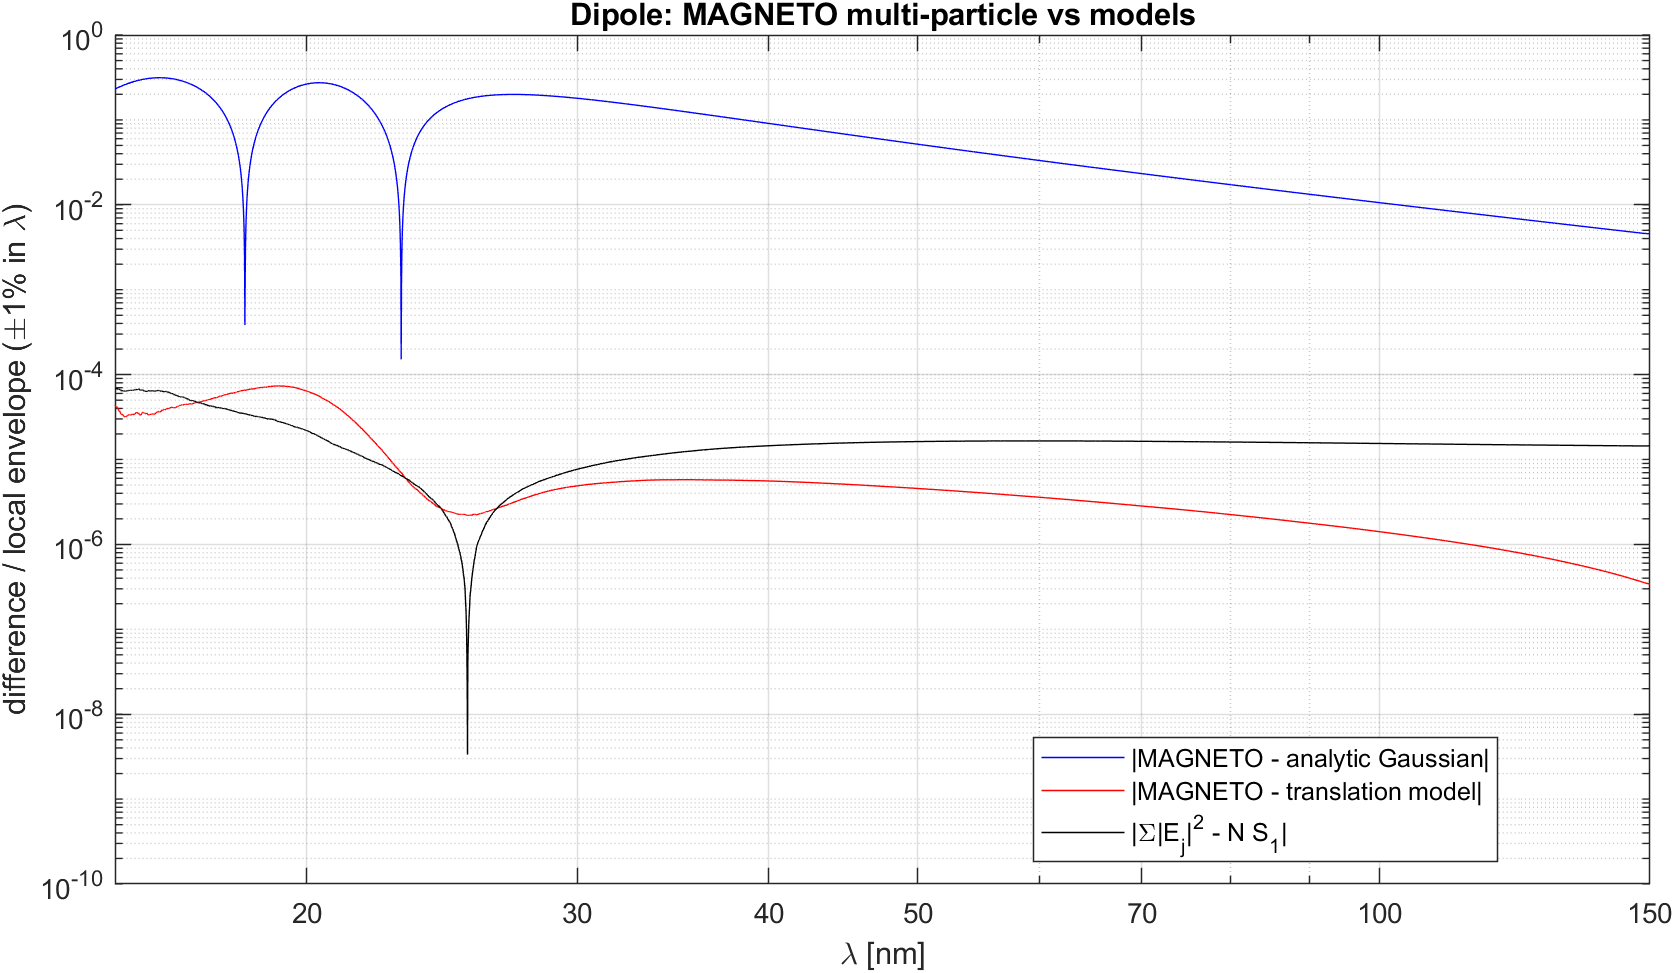 Dipole: MAGNETO multi-particle vs models
10^0
10^-2
10^-4
10^-6
10^-8
10^-10
difference / local envelope (±1% in λ)
|MAGNETO - analytic Gaussian|
|MAGNETO - translation model|
|Σ|E_j|^2 - N S_1|
20 30 40 50 70 100 150
λ [nm]